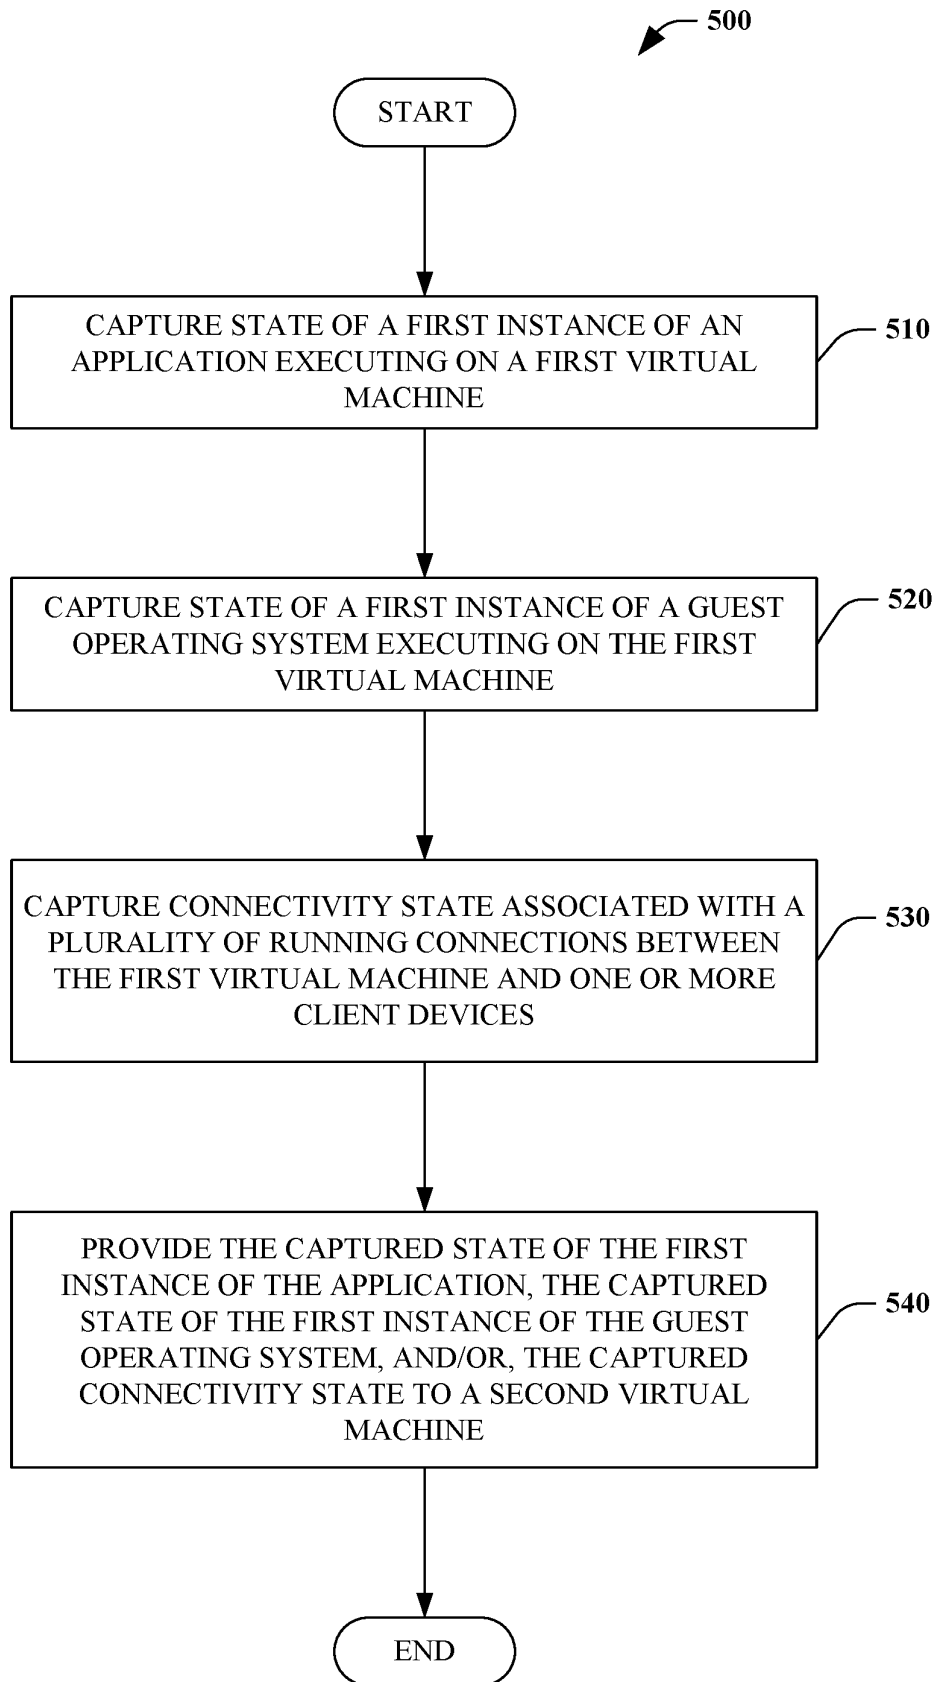 500
START
CAPTURE STATE OF A FIRST INSTANCE OF AN
APPLICATION EXECUTING ON A FIRST VIRTUAL
MACHINE
510
CAPTURE STATE OF A FIRST INSTANCE OF A GUEST
OPERATING SYSTEM EXECUTING ON THE FIRST
VIRTUAL MACHINE
520
CAPTURE CONNECTIVITY STATE ASSOCIATED WITH A
PLURALITY OF RUNNING CONNECTIONS BETWEEN
THE FIRST VIRTUAL MACHINE AND ONE OR MORE
CLIENT DEVICES
530
PROVIDE THE CAPTURED STATE OF THE FIRST
INSTANCE OF THE APPLICATION, THE CAPTURED
STATE OF THE FIRST INSTANCE OF THE GUEST
OPERATING SYSTEM, AND/OR, THE CAPTURED
CONNECTIVITY STATE TO A SECOND VIRTUAL
MACHINE
540
END